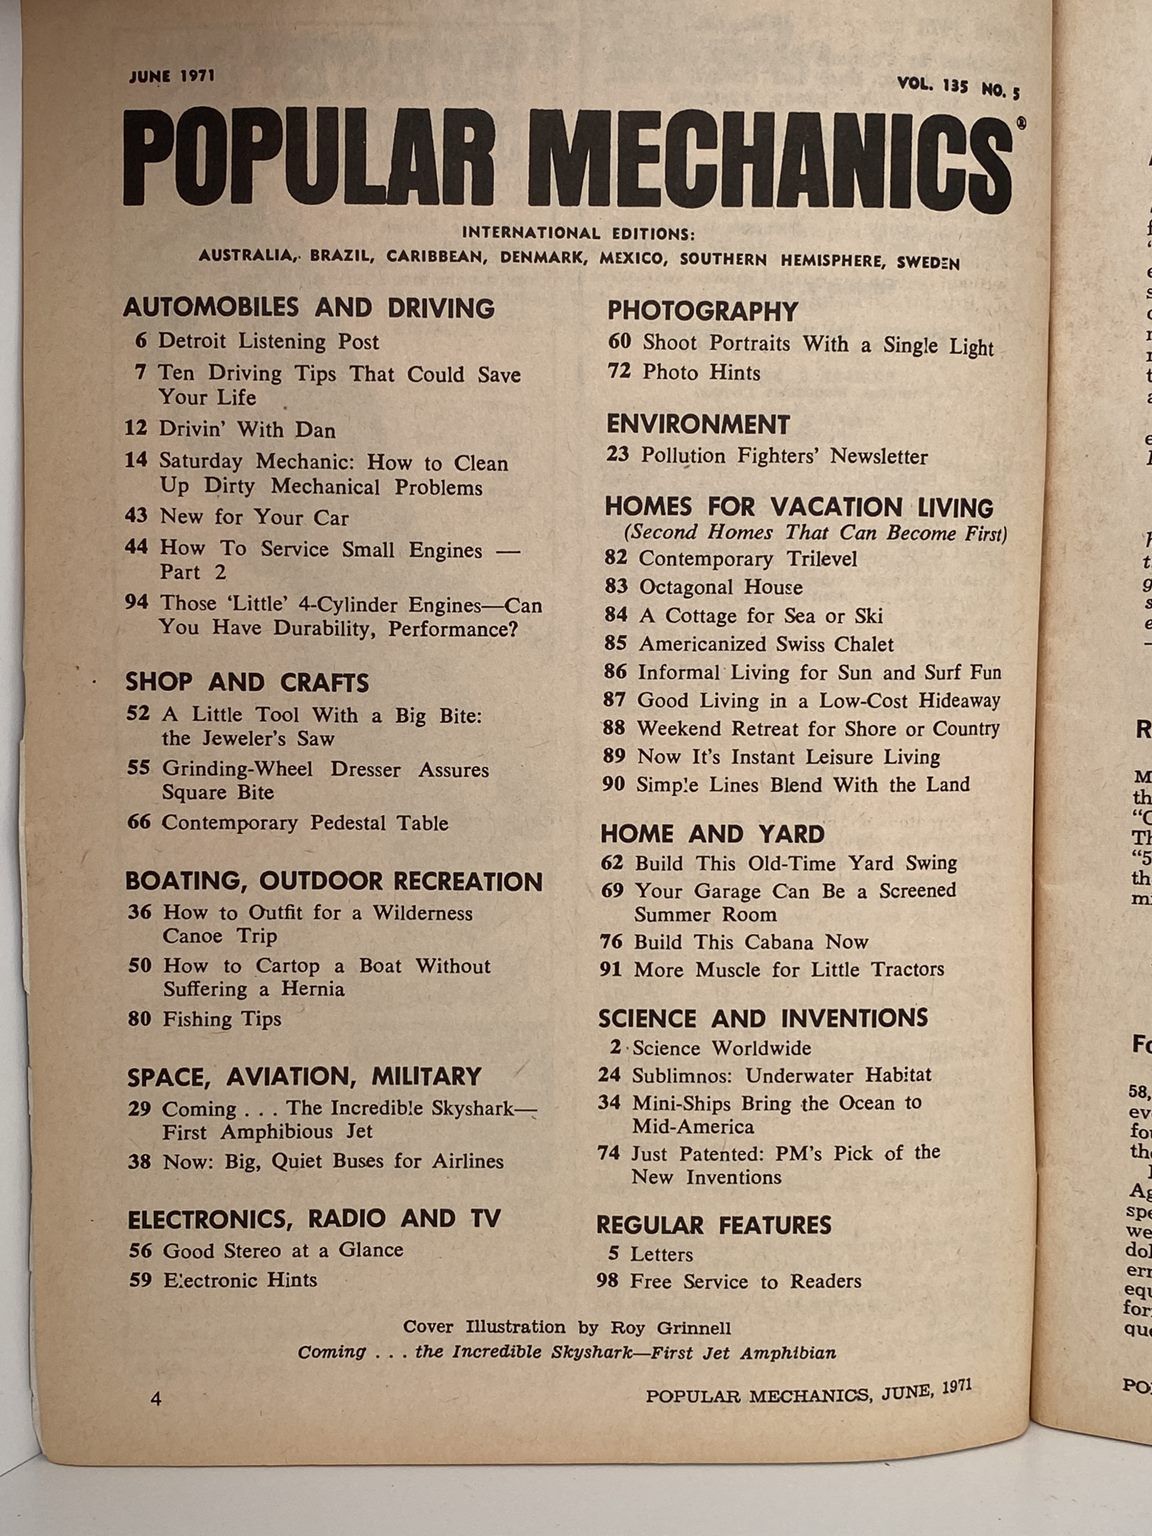 JUNE 1971
VOL. 135 NO. 5
POPULAR MECHANICS®
INTERNATIONAL EDITIONS:
AUSTRALIA, BRAZIL, CARIBBEAN, DENMARK, MEXICO, SOUTHERN HEMISPHERE, SWEDEN
AUTOMOBILES AND DRIVING
6 Detroit Listening Post
7 Ten Driving Tips That Could Save
Your Life
12 Drivin' With Dan
14 Saturday Mechanic: How to Clean
Up Dirty Mechanical Problems
43 New for Your Car
44 How To Service Small Engines —
Part 2
94 Those 'Little' 4-Cylinder Engines—Can
You Have Durability, Performance?
SHOP AND CRAFTS
52 A Little Tool With a Big Bite:
the Jeweler's Saw
55 Grinding-Wheel Dresser Assures
Square Bite
66 Contemporary Pedestal Table
BOATING, OUTDOOR RECREATION
36 How to Outfit for a Wilderness
Canoe Trip
50 How to Cartop a Boat Without
Suffering a Hernia
80 Fishing Tips
SPACE, AVIATION, MILITARY
29 Coming . . . The Incredible Skyshark—
First Amphibious Jet
38 Now: Big, Quiet Buses for Airlines
ELECTRONICS, RADIO AND TV
56 Good Stereo at a Glance
59 Electronic Hints
PHOTOGRAPHY
60 Shoot Portraits With a Single Light
72 Photo Hints
ENVIRONMENT
23 Pollution Fighters' Newsletter
HOMES FOR VACATION LIVING
(Second Homes That Can Become First)
82 Contemporary Trilevel
83 Octagonal House
84 A Cottage for Sea or Ski
85 Americanized Swiss Chalet
86 Informal Living for Sun and Surf Fun
87 Good Living in a Low-Cost Hideaway
88 Weekend Retreat for Shore or Country
89 Now It's Instant Leisure Living
90 Simple Lines Blend With the Land
HOME AND YARD
62 Build This Old-Time Yard Swing
69 Your Garage Can Be a Screened
Summer Room
76 Build This Cabana Now
91 More Muscle for Little Tractors
SCIENCE AND INVENTIONS
2 Science Worldwide
24 Sublimnos: Underwater Habitat
34 Mini-Ships Bring the Ocean to
Mid-America
74 Just Patented: PM's Pick of the
New Inventions
REGULAR FEATURES
5 Letters
98 Free Service to Readers
Cover Illustration by Roy Grinnell
Coming . . . the Incredible Skyshark—First Jet Amphibian
4
POPULAR MECHANICS, JUNE, 1971